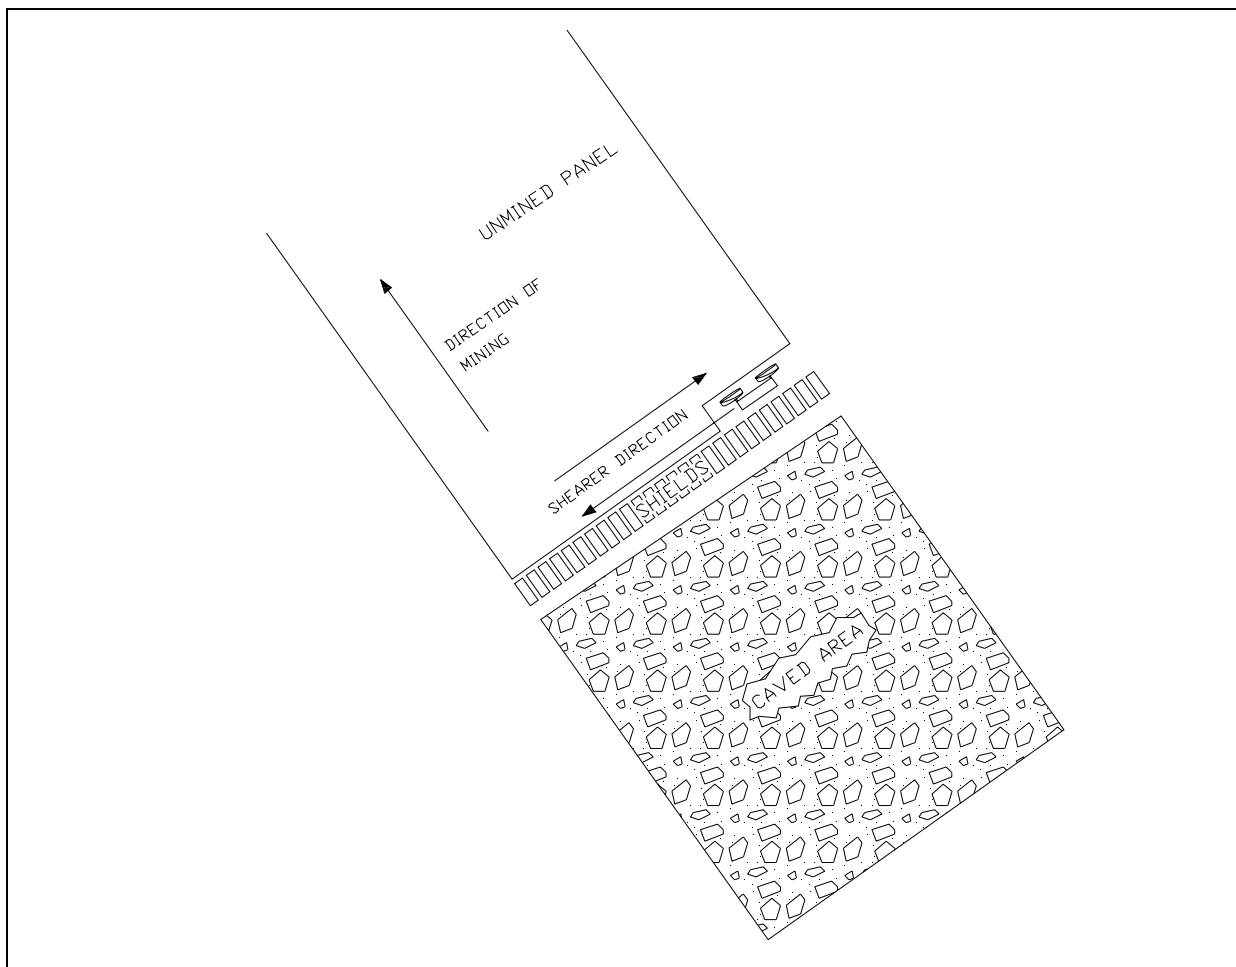 UNMINED PANEL
DIRECTION OF
MINING
SHEARER DIRECTION
SHIELDS
CAVED AREA